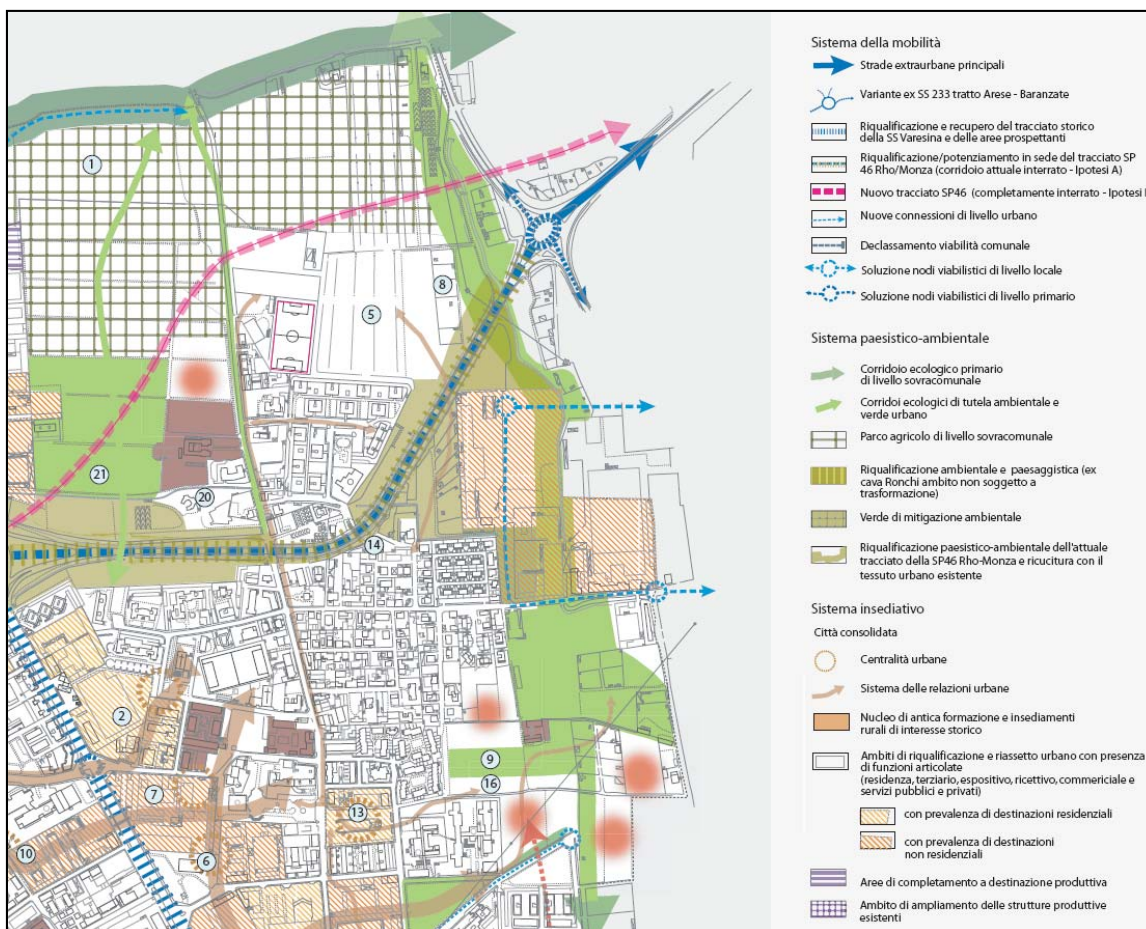 Sistema della mobilità
Strade extraurbane principali
Variante ex SS 233 tratto Arese - Baranzate
Riqualificazione e recupero del tracciato storico
della SS Varesina e delle aree prospettanti
Riqualificazione/potenziamento in sede del tracciato SP
46 Rho/Monza (corridoio attuale interrato - Ipotesi A)
Nuovo tracciato SP46 (completamente interrato - Ipotesi
Nuove connessioni di livello urbano
Declassamento viabilità comunale
Soluzione nodi viabilistici di livello locale
Soluzione nodi viabilistici di livello primario
Sistema paesistico-ambientale
Corridoio ecologico primario
di livello sovracomunale
Corridoi ecologici di tutela ambientale e
verde urbano
Parco agricolo di livello sovracomunale
Riqualificazione ambientale e paesaggistica (ex
cava Ronchi ambito non soggetto a
trasformazione)
Verde di mitigazione ambientale
Riqualificazione paesistico-ambientale dell'attuale
tracciato della SP46 Rho-Monza e ricucitura con il
tessuto urbano esistente
Sistema insediativo
Città consolidata
Centralità urbane
Sistema delle relazioni urbane
Nucleo di antica formazione e insediamenti
rurali di interesse storico
Ambiti di riqualificazione e riassetto urbano con presenza
di funzioni articolate
(residenza, terziario, espositivo, ricettivo, commericiale e
servizi pubblici e privati)
con prevalenza di destinazioni residenziali
con prevalenza di destinazioni
non residenziali
Aree di completamento a destinazione produttiva
Ambito di ampliamento delle strutture produttive
esistenti
1
8
5
21
20
14
2
9
16
7
13
10
6